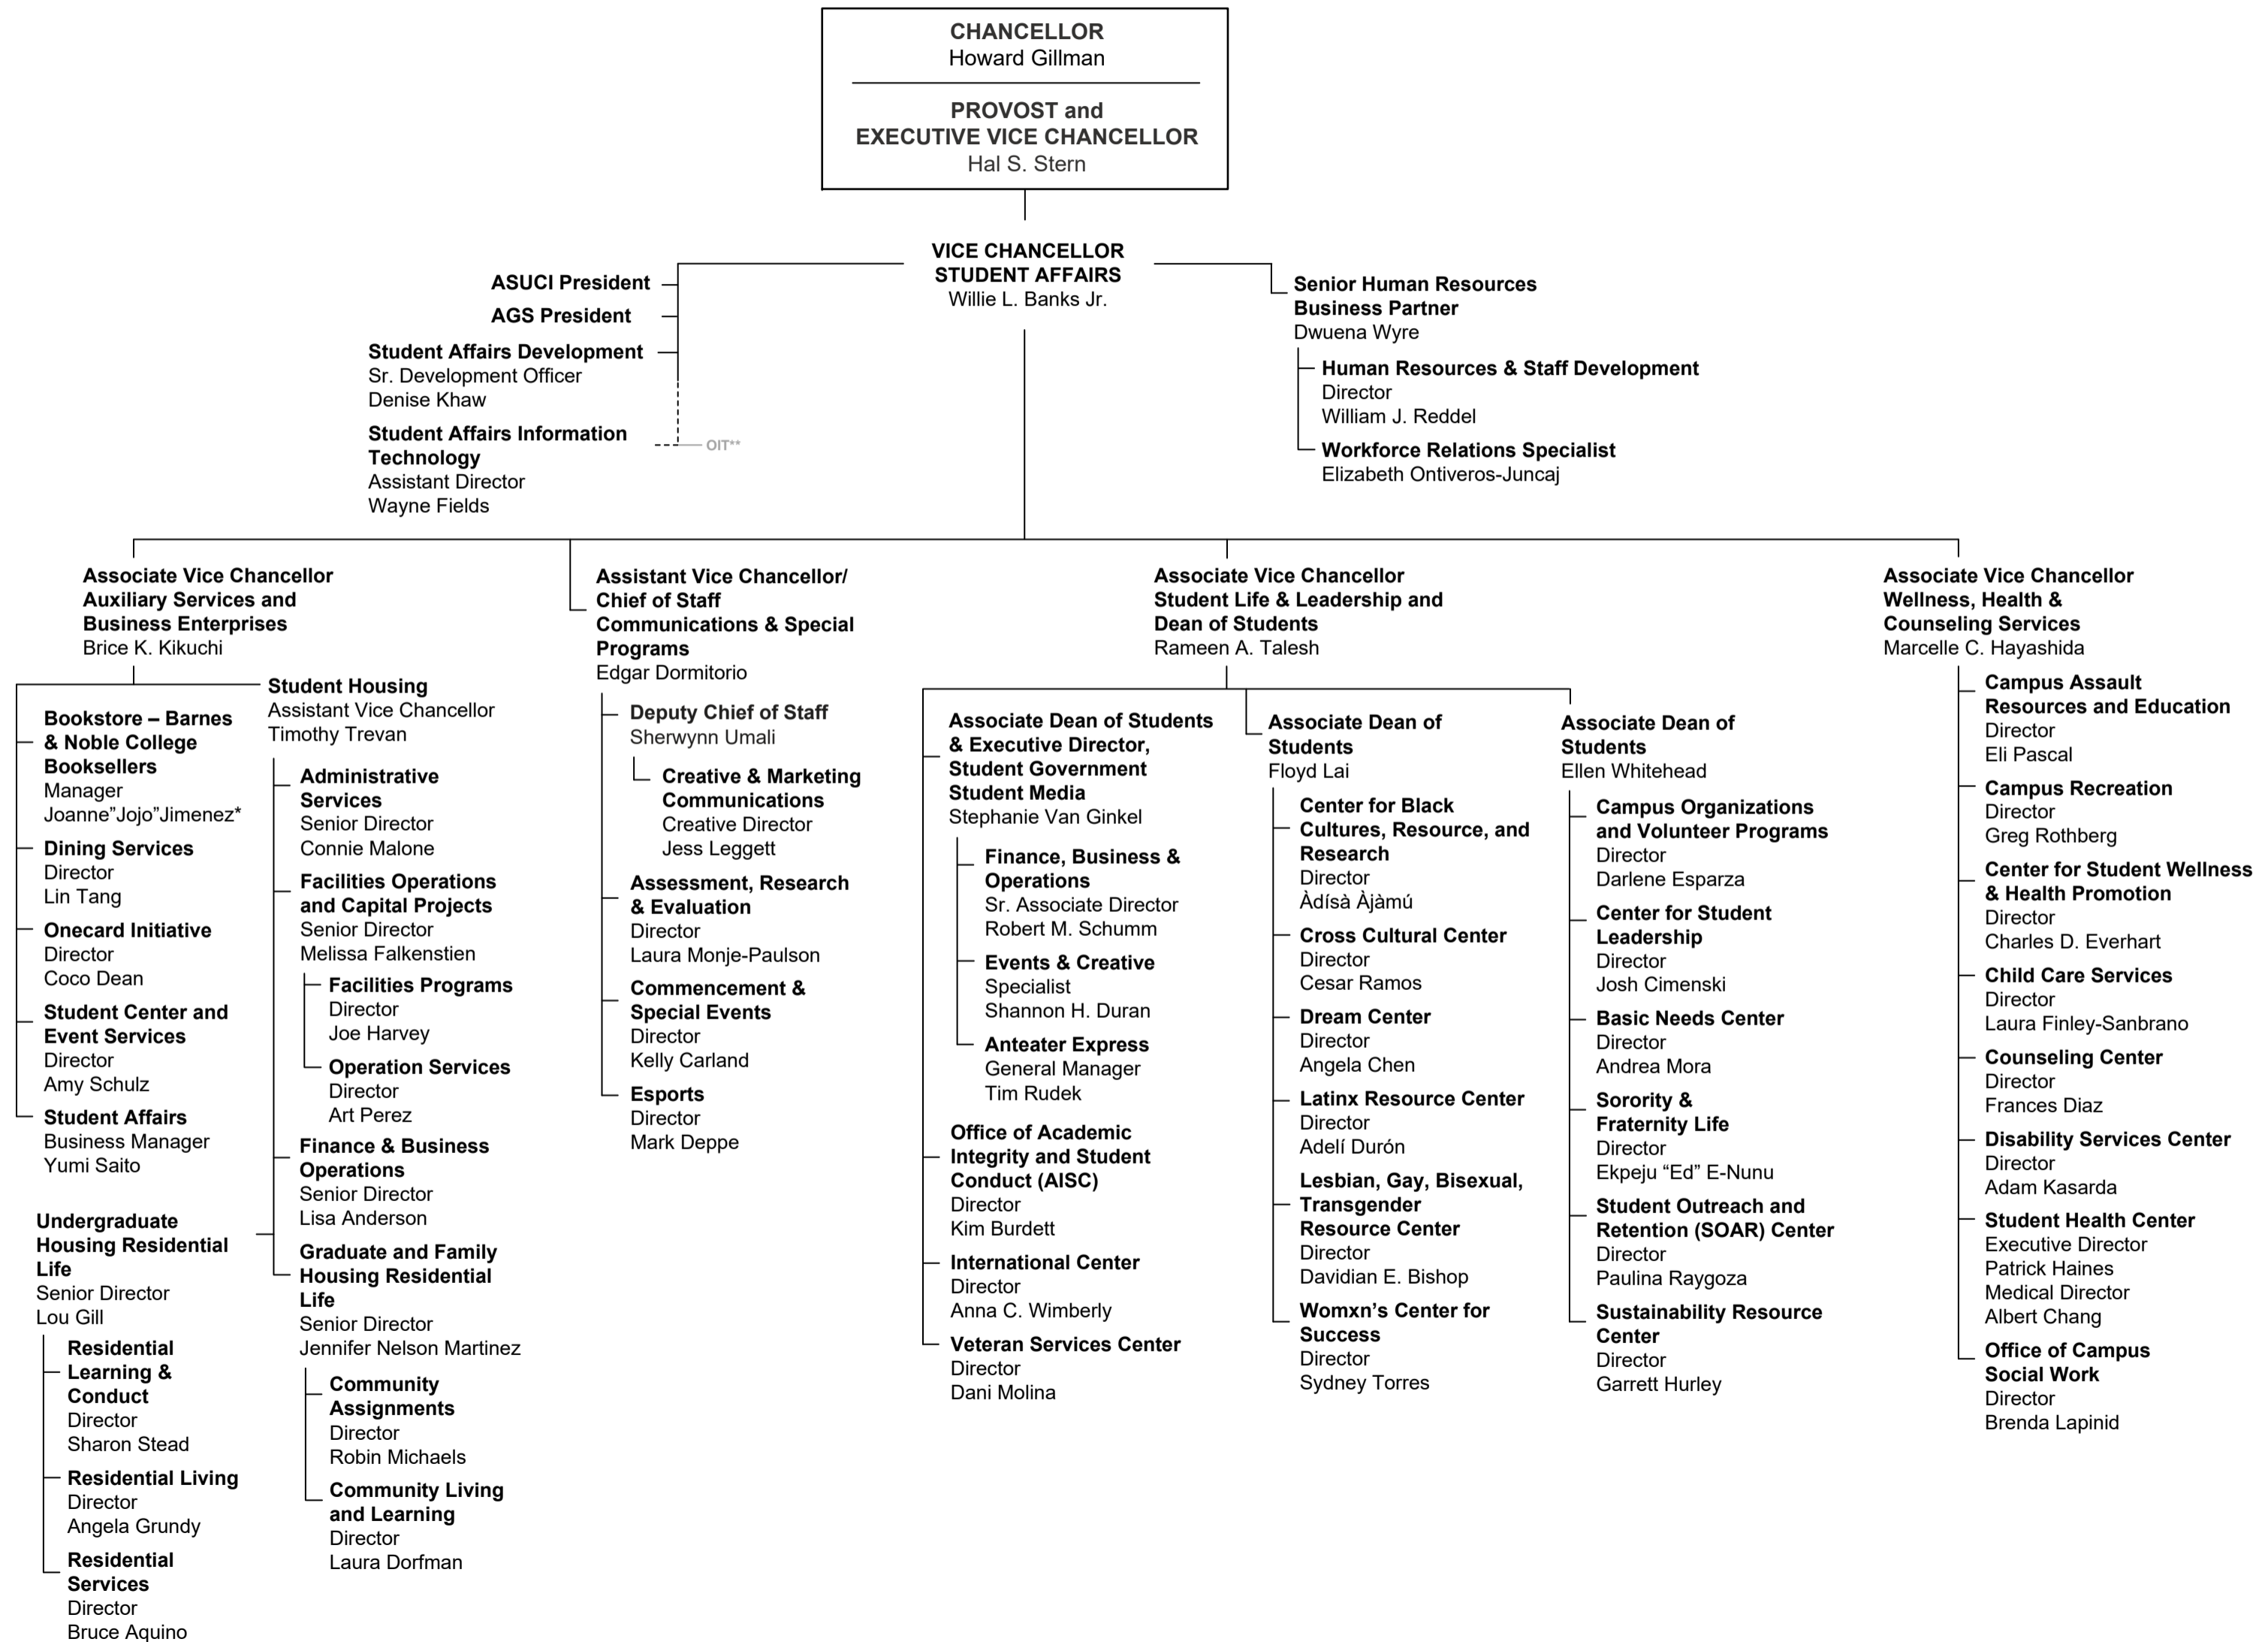 CHANCELLOR
Howard Gillman
PROVOST and
EXECUTIVE VICE CHANCELLOR
Hal S. Stern
VICE CHANCELLOR
STUDENT AFFAIRS
Willie L. Banks Jr.
ASUCI President
AGS President
Student Affairs Development
Sr. Development Officer
Denise Khaw
Student Affairs Information
Technology
Assistant Director
Wayne Fields
OIT**
Senior Human Resources
Business Partner
Dwuena Wyre
Human Resources & Staff Development
Director
William J. Reddel
Workforce Relations Specialist
Elizabeth Ontiveros-Juncaj
Associate Vice Chancellor
Auxiliary Services and
Business Enterprises
Brice K. Kikuchi
Bookstore – Barnes
& Noble College
Booksellers
Manager
Joanne”Jojo”Jimenez*
Dining Services
Director
Lin Tang
Onecard Initiative
Director
Coco Dean
Student Center and
Event Services
Director
Amy Schulz
Student Affairs
Business Manager
Yumi Saito
Student Housing
Assistant Vice Chancellor
Timothy Trevan
Administrative
Services
Senior Director
Connie Malone
Facilities Operations
and Capital Projects
Senior Director
Melissa Falkenstien
Facilities Programs
Director
Joe Harvey
Operation Services
Director
Art Perez
Finance & Business
Operations
Senior Director
Lisa Anderson
Undergraduate
Housing Residential
Life
Senior Director
Lou Gill
Residential
Learning &
Conduct
Director
Sharon Stead
Residential Living
Director
Angela Grundy
Residential
Services
Director
Bruce Aquino
Graduate and Family
Housing Residential
Life
Senior Director
Jennifer Nelson Martinez
Community
Assignments
Director
Robin Michaels
Community Living
and Learning
Director
Laura Dorfman
Assistant Vice Chancellor/
Chief of Staff
Communications & Special
Programs
Edgar Dormitorio
Deputy Chief of Staff
Sherwynn Umali
Creative & Marketing
Communications
Creative Director
Jess Leggett
Assessment, Research
& Evaluation
Director
Laura Monje-Paulson
Commencement &
Special Events
Director
Kelly Carland
Esports
Director
Mark Deppe
Associate Vice Chancellor
Student Life & Leadership and
Dean of Students
Rameen A. Talesh
Associate Dean of Students
& Executive Director,
Student Government
Student Media
Stephanie Van Ginkel
Finance, Business &
Operations
Sr. Associate Director
Robert M. Schumm
Events & Creative
Specialist
Shannon H. Duran
Anteater Express
General Manager
Tim Rudek
Office of Academic
Integrity and Student
Conduct (AISC)
Director
Kim Burdett
International Center
Director
Anna C. Wimberly
Veteran Services Center
Director
Dani Molina
Associate Dean of
Students
Floyd Lai
Center for Black
Cultures, Resource, and
Research
Director
Àdísà Àjàmú
Cross Cultural Center
Director
Cesar Ramos
Dream Center
Director
Angela Chen
Latinx Resource Center
Director
Adelí Durón
Lesbian, Gay, Bisexual,
Transgender
Resource Center
Director
Davidian E. Bishop
Womxn’s Center for
Success
Director
Sydney Torres
Associate Dean of
Students
Ellen Whitehead
Campus Organizations
and Volunteer Programs
Director
Darlene Esparza
Center for Student
Leadership
Director
Josh Cimenski
Basic Needs Center
Director
Andrea Mora
Sorority &
Fraternity Life
Director
Ekpeju “Ed” E-Nunu
Student Outreach and
Retention (SOAR) Center
Director
Paulina Raygoza
Sustainability Resource
Center
Director
Garrett Hurley
Associate Vice Chancellor
Wellness, Health &
Counseling Services
Marcelle C. Hayashida
Campus Assault
Resources and Education
Director
Eli Pascal
Campus Recreation
Director
Greg Rothberg
Center for Student Wellness
& Health Promotion
Director
Charles D. Everhart
Child Care Services
Director
Laura Finley-Sanbrano
Counseling Center
Director
Frances Diaz
Disability Services Center
Director
Adam Kasarda
Student Health Center
Executive Director
Patrick Haines
Medical Director
Albert Chang
Office of Campus
Social Work
Director
Brenda Lapinid